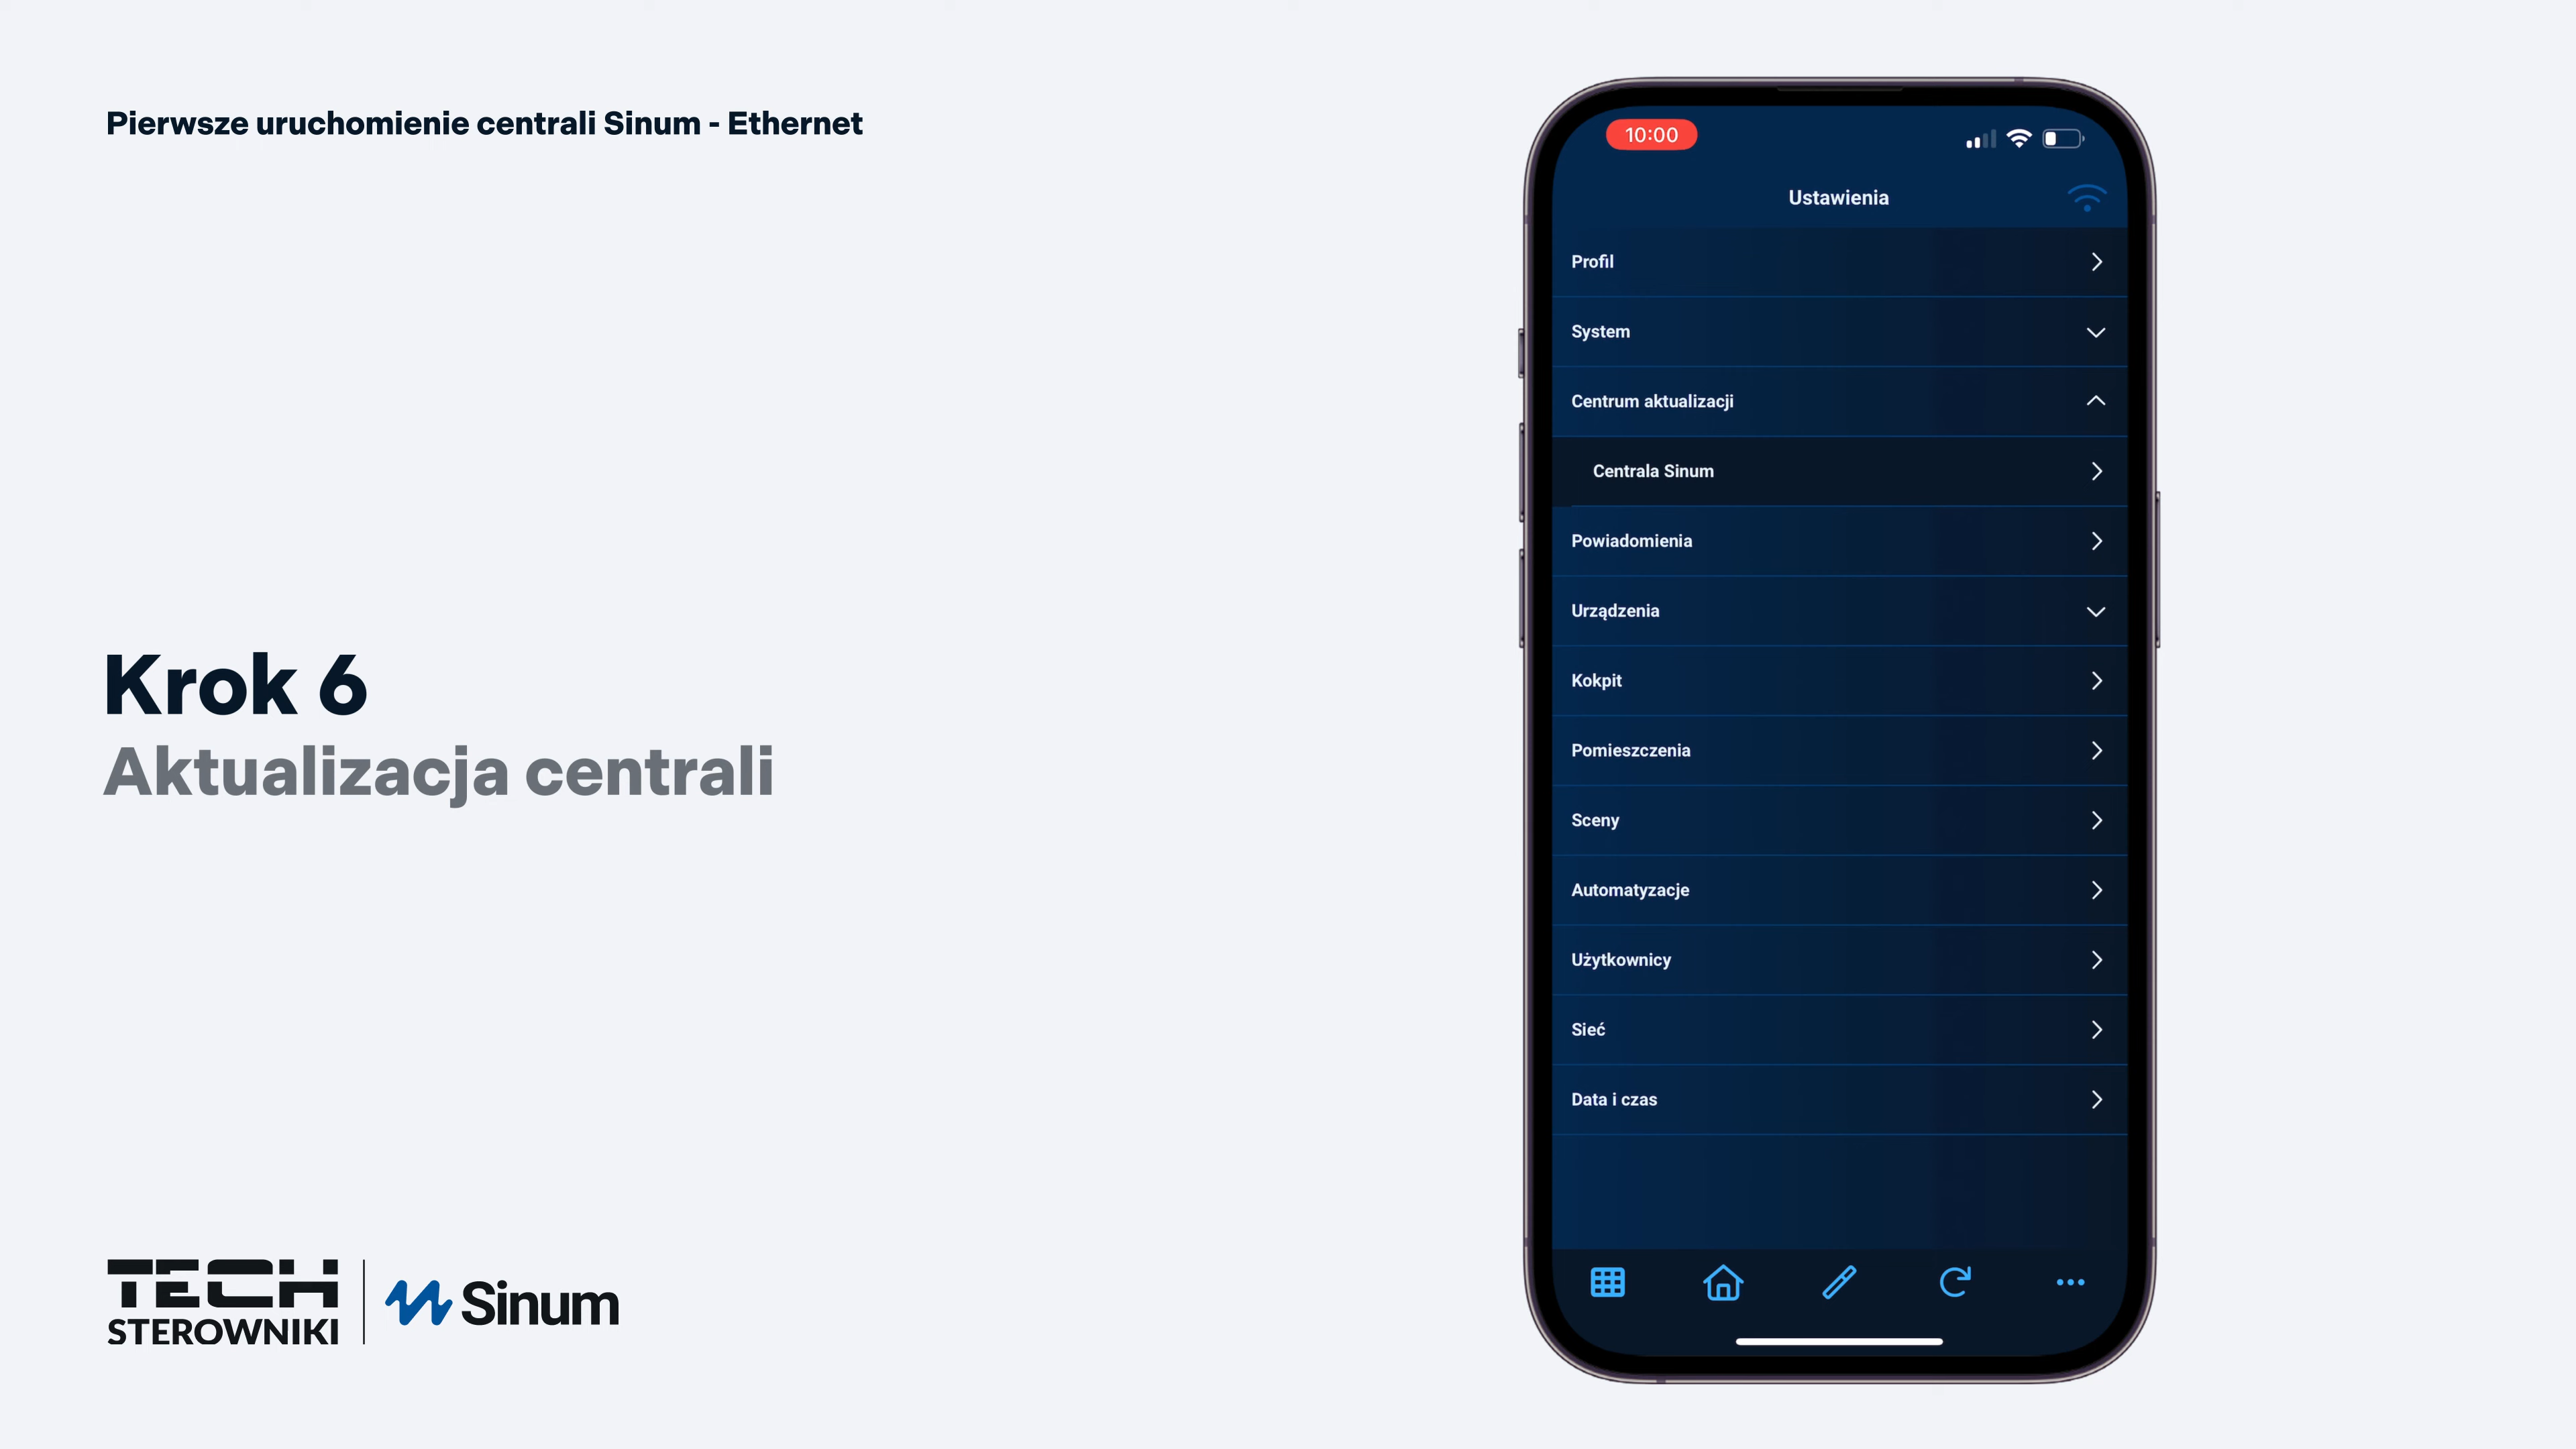 Pierwsze uruchomienie centrali Sinum - Ethernet
Krok 6
Aktualizacja centrali
TECH
STEROWNIKI
Sinum
10:00
Ustawienia
Profil
System
Centrum aktualizacji
Centrala Sinum
Powiadomienia
Urządzenia
Kokpit
Pomieszczenia
Sceny
Automatyzacje
Użytkownicy
Sieć
Data i czas